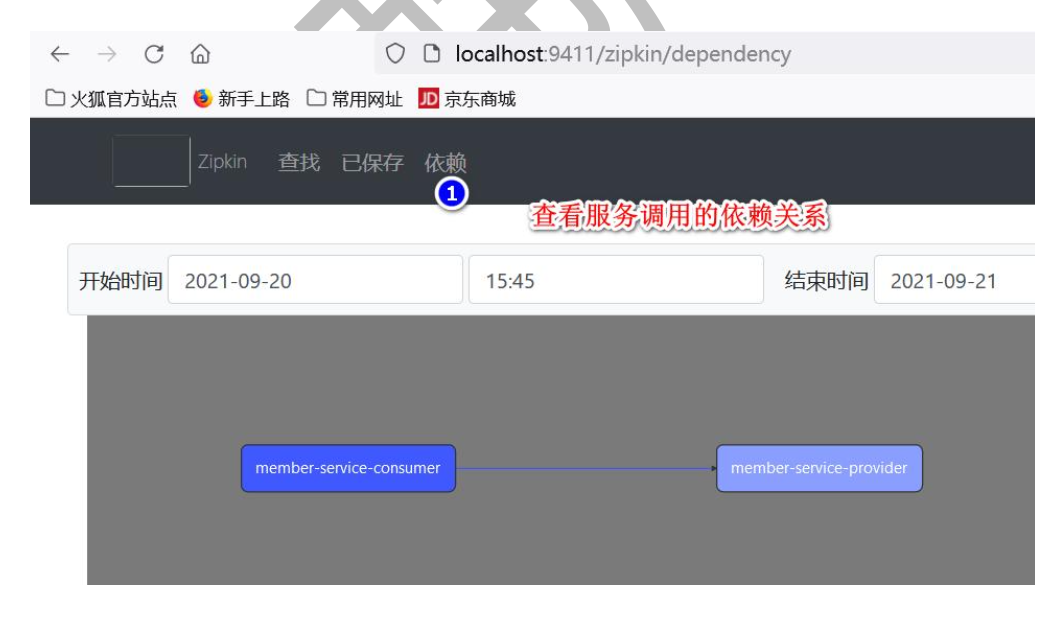 localhost:9411/zipkin/dependency
火狐官方站点 新手上路 常用网址 JD 京东商城
Zipkin 查找 已保存 依赖
1
查看服务调用的依赖关系
开始时间 2021-09-20 15:45 结束时间 2021-09-21
member-service-consumer member-service-provider